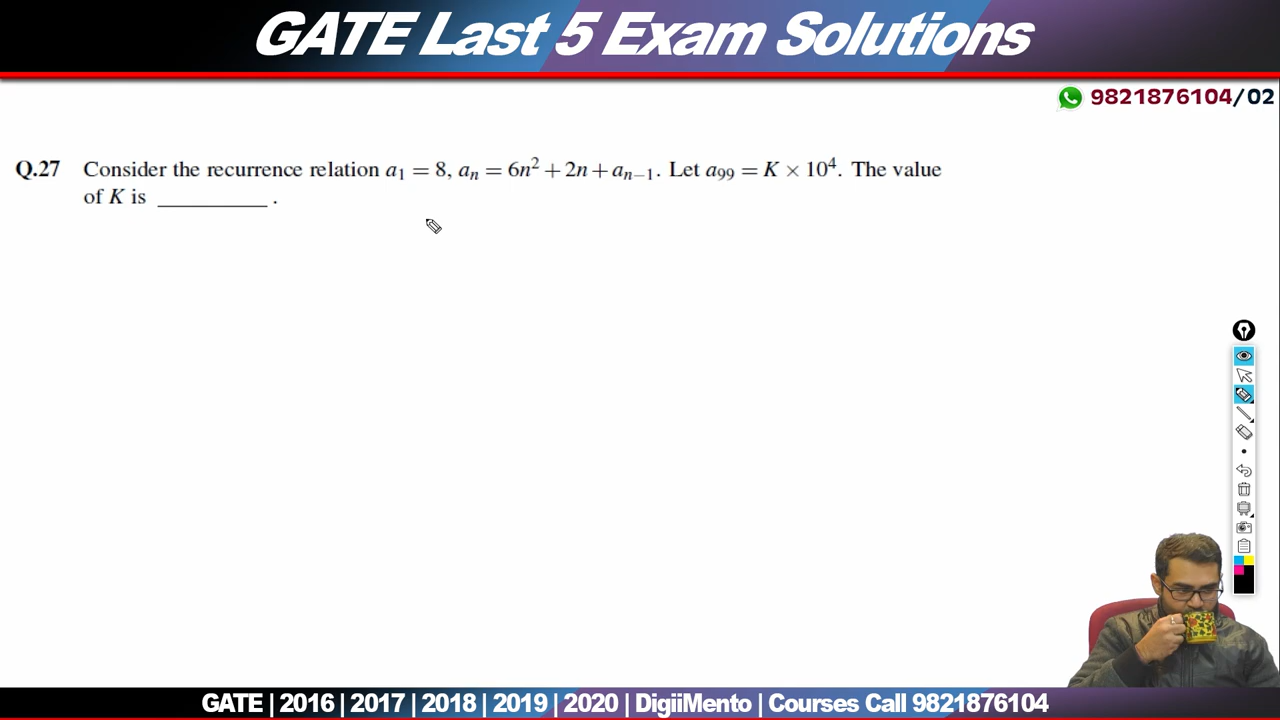 GATE Last 5 Exam Solutions
9821876104/02
Q.27 Consider the recurrence relation a₁ = 8, aₙ = 6n² + 2n + aₙ₋₁. Let a₉₉ = K × 10⁴. The value
of K is __________ .
GATE | 2016 | 2017 | 2018 | 2019 | 2020 | DigiiMento | Courses Call 9821876104